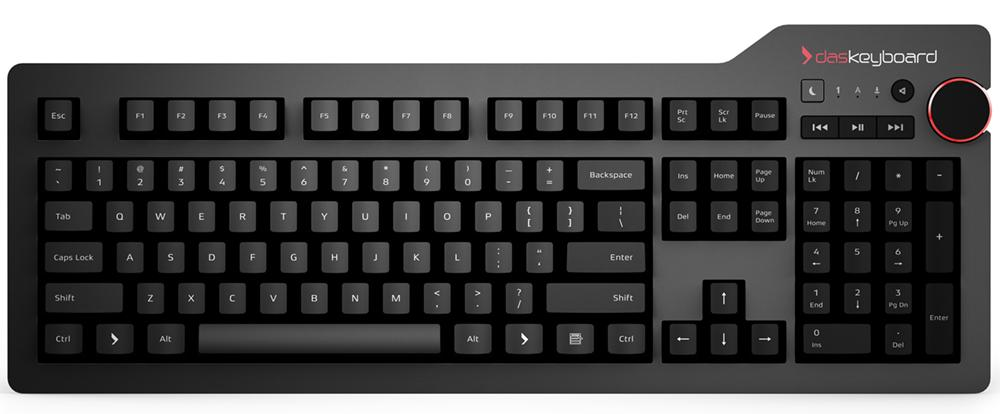 daskeyboard
Esc F1 F2 F3 F4 F5 F6 F7 F8 F9 F10 F11 F12 Prt Sc Scr Lk Pause 1 A
~ ` ! 1 @ 2 # 3 $ 4 % 5 ^ 6 & 7 * 8 ( 9 ) 0 _ - + = Backspace Ins Home Page Up Num Lk / * -
Tab Q W E R T Y U I O P { [ } ] ¦ \ Del End Page Down 7 Home 8 ↑ 9 Pg Up +
Caps Lock A S D F G H J K L : ; “ ‘ Enter 4 ← 5 6 →
Shift Z X C V B N M < , > . ? / Shift ↑ 1 End 2 ↓ 3 Pg Dn Enter
Ctrl Alt Alt Ctrl ← ↓ → 0 Ins . Del